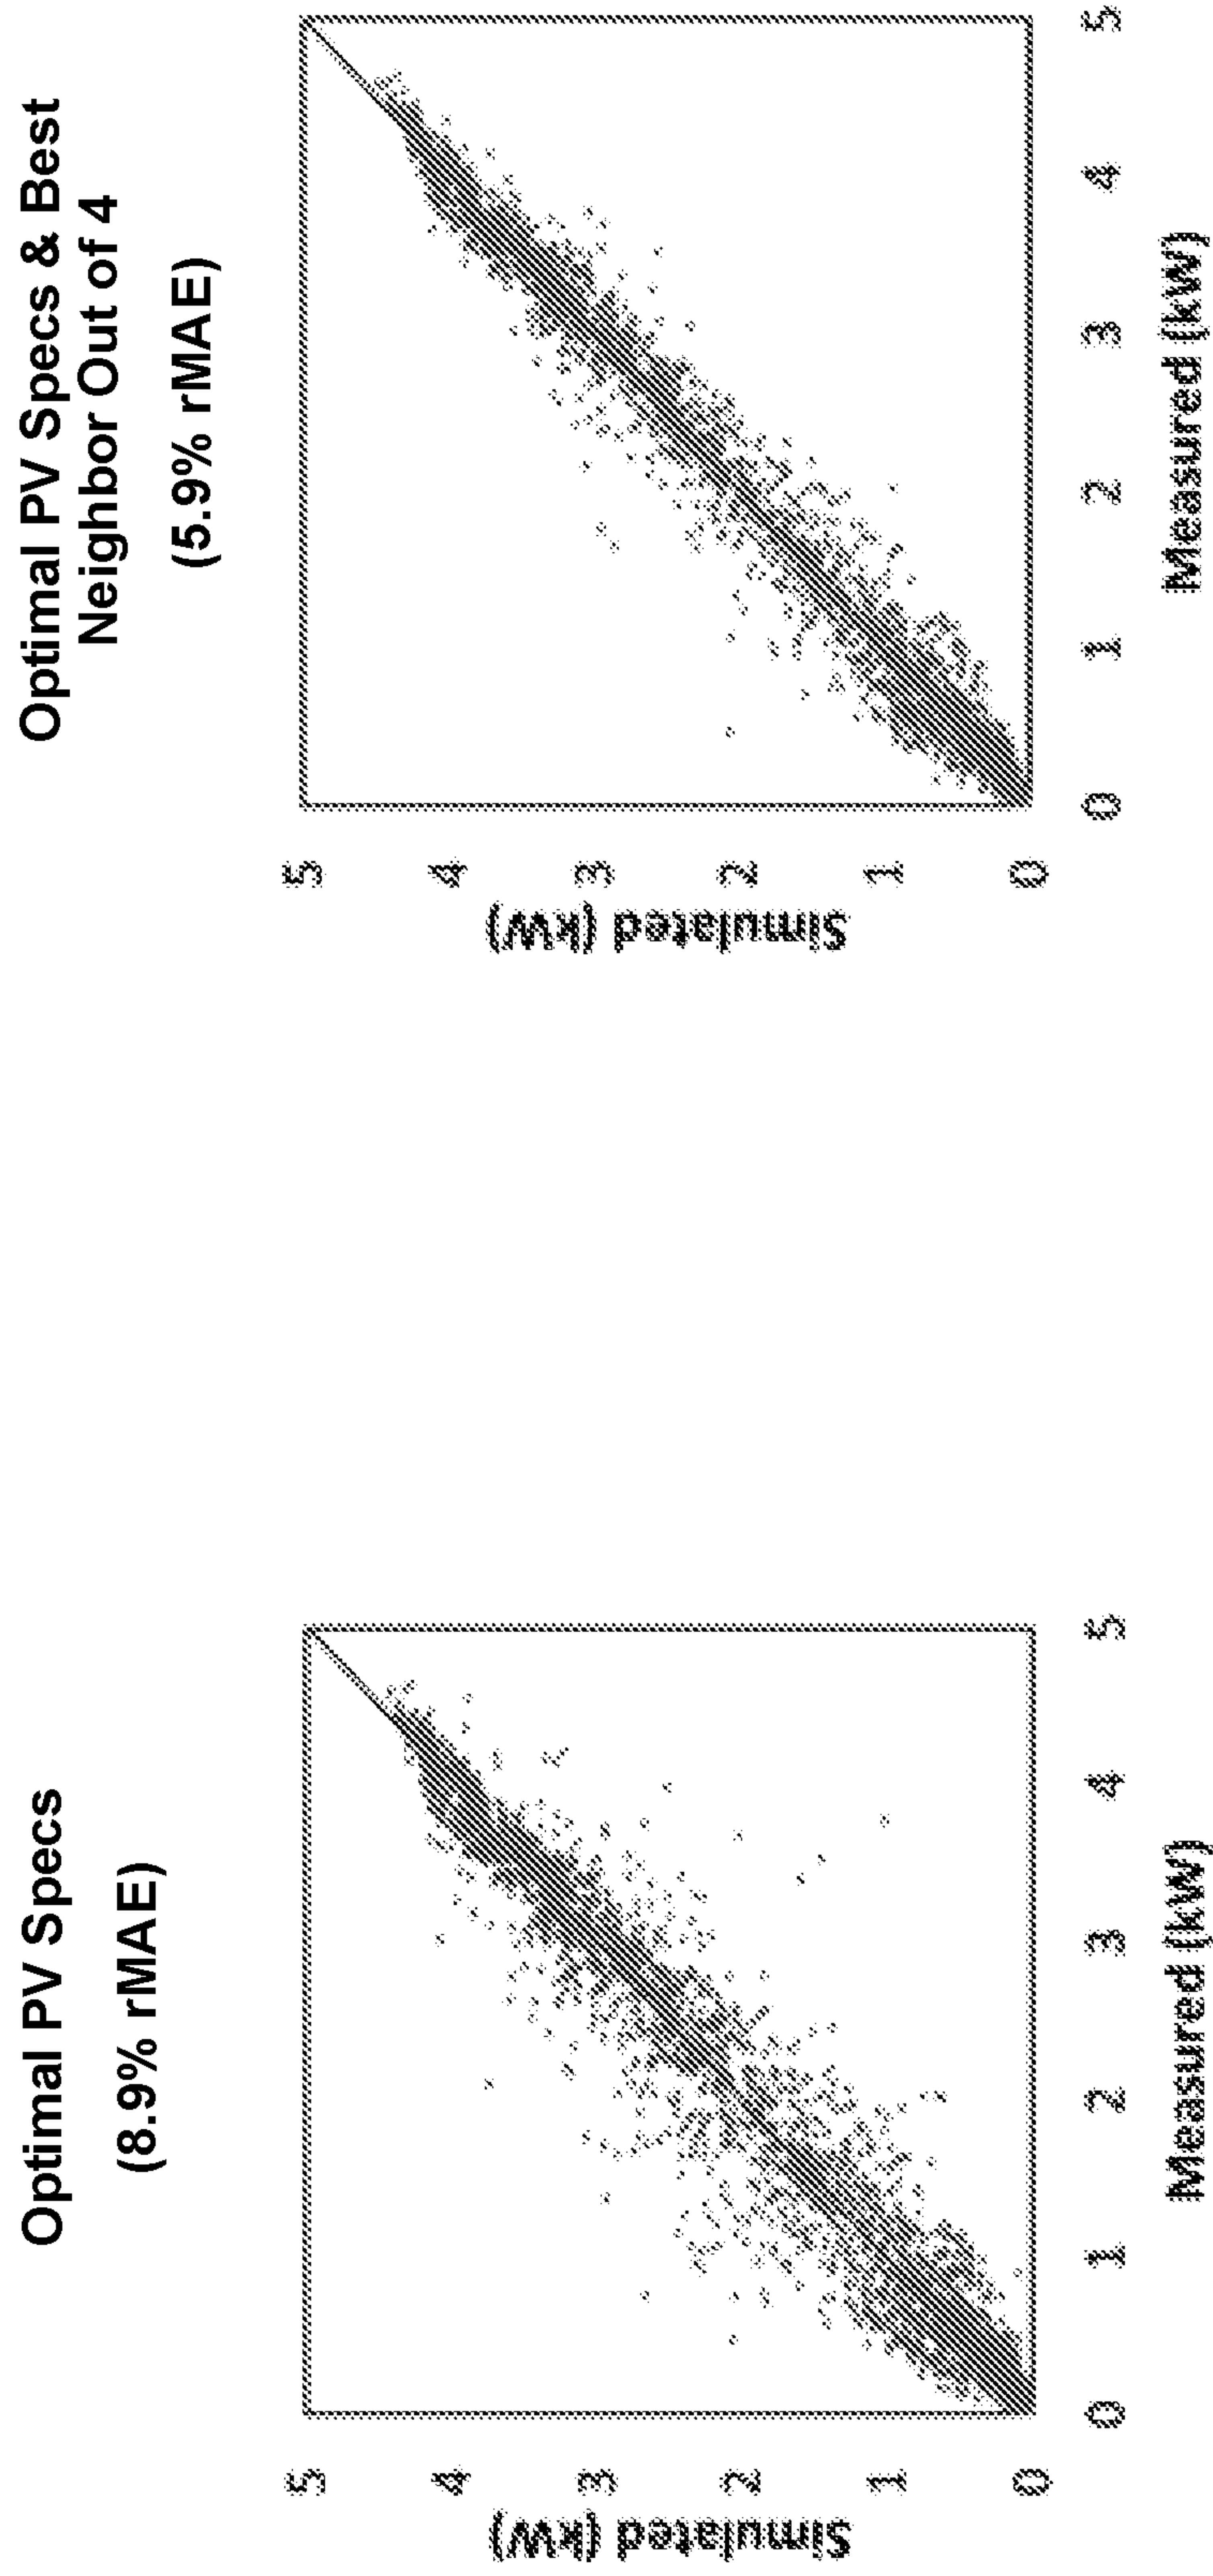 Optimal PV Specs
(8.9% rMAE)
Simulated (kW)
5
4
3
2
1
0
0 1 2 3 4 5
Measured (kW)
Optimal PV Specs & Best
Neighbor Out of 4
(5.9% rMAE)
Simulated (kW)
5
4
3
2
1
0
0 1 2 3 4 5
Measured (kW)